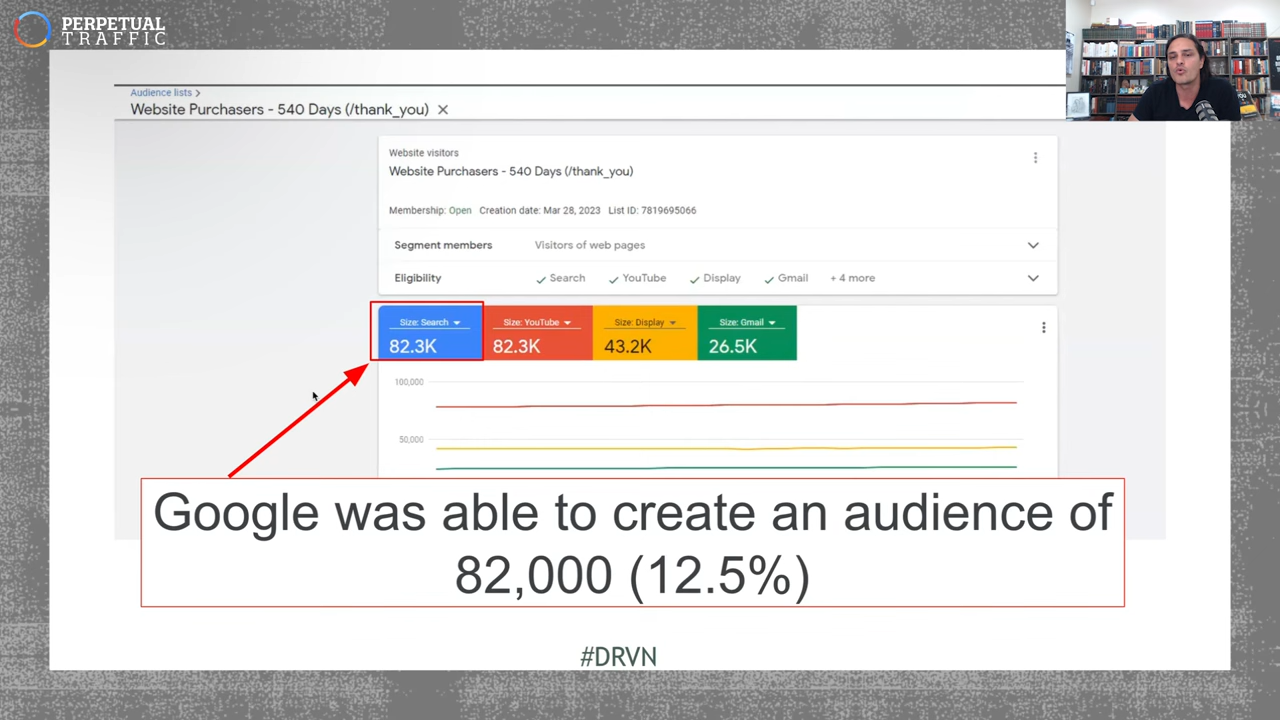 PERPETUAL
TRAFFIC
Audience lists
Website Purchasers - 540 Days (/thank_you)
Website visitors
Website Purchasers - 540 Days (/thank_you)
Membership: Open Creation date: Mar 28, 2023 List ID: 7819695066
Segment members Visitors of web pages
Eligibility Search YouTube Display Gmail + 4 more
Size: Search Size: YouTube Size: Display Size: Gmail
82.3K 82.3K 43.2K 26.5K
100,000
50,000
Google was able to create an audience of
82,000 (12.5%)
#DRVN